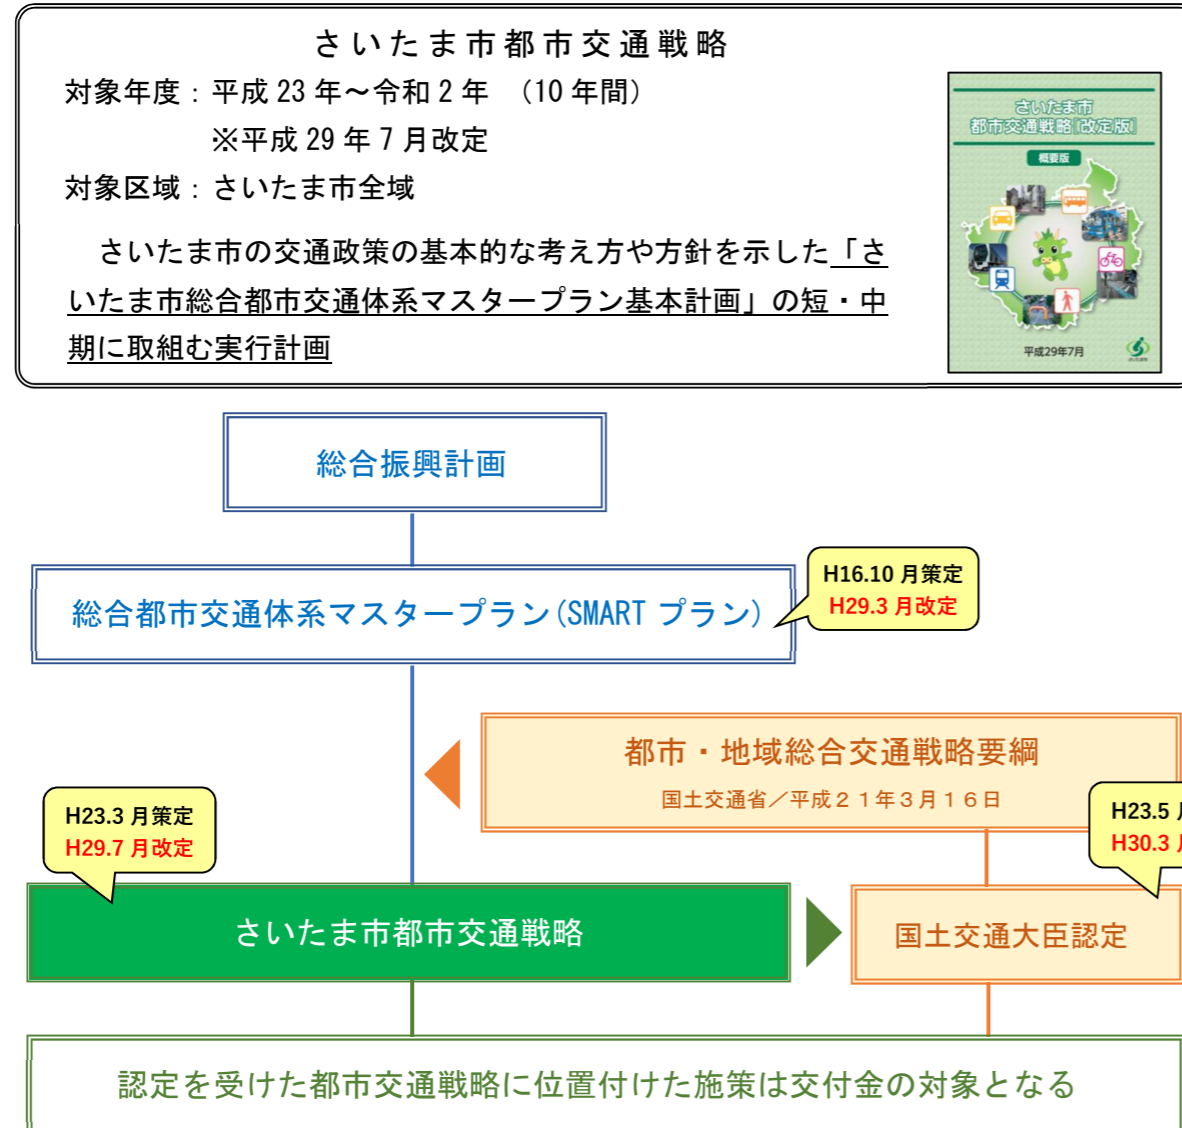 さいたま市都市交通戦略
対象年度：平成 23 年～令和 2 年 （10 年間）
※平成 29 年 7 月改定
対象区域：さいたま市全域
さいたま市の交通政策の基本的な考え方や方針を示した「さ
いたま市総合都市交通体系マスタープラン基本計画」の短・中
期に取組む実行計画
さいたま市
都市交通戦略［改定版］
概要版
平成29年7月
総合振興計画
総合都市交通体系マスタープラン(SMART プラン)
H16.10 月策定
H29.3 月改定
都市・地域総合交通戦略要綱
国土交通省／平成２１年３月１６日
H23.3 月策定
H29.7 月改定
H23.5 月
H30.3 月
さいたま市都市交通戦略
国土交通大臣認定
認定を受けた都市交通戦略に位置付けた施策は交付金の対象となる